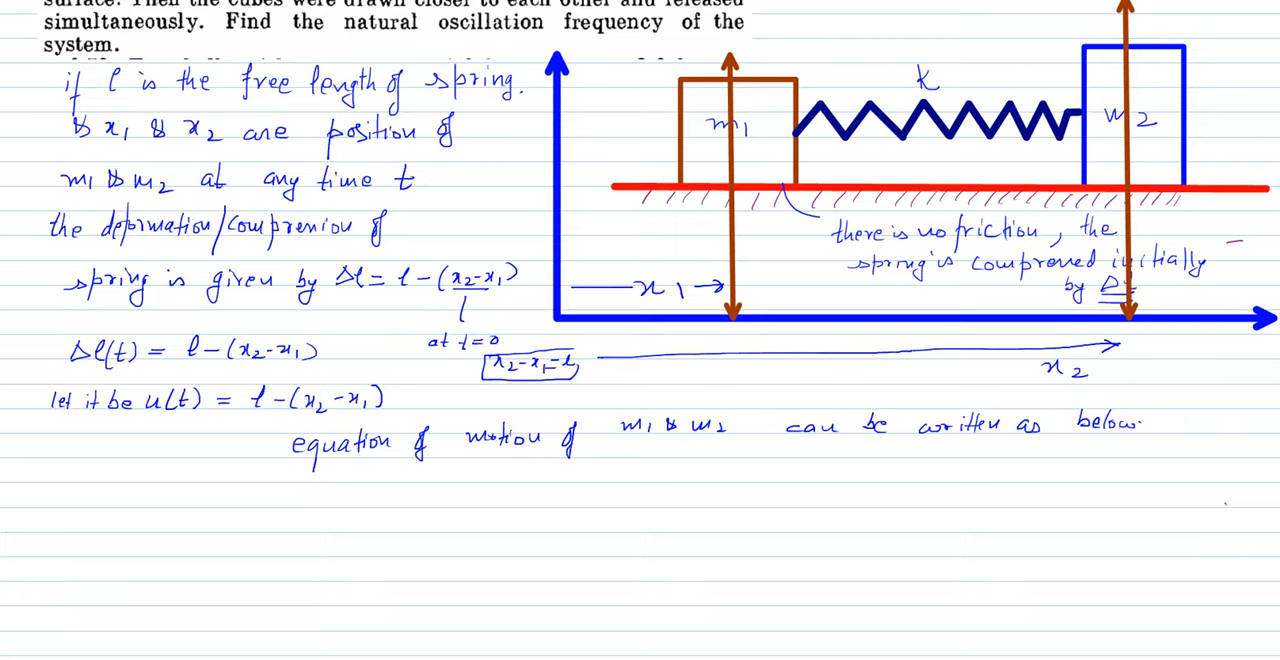 simultaneously. Find the natural oscillation frequency of the
system.
if l is the free length of spring.
& x1 & x2 are position of
m1 & m2 at any time t
the deformation/compression of
spring is given by Δl = l - (x2-x1)
at t=0
x2-x1=l
Δl(t) = l-(x2-x1)
let it be u(t) = l-(x2-x1)
equation of motion of m1 & m2 can be written as below.
k
m1
m2
there is no friction, the
spring is compressed initially
by Δl
x1
x2